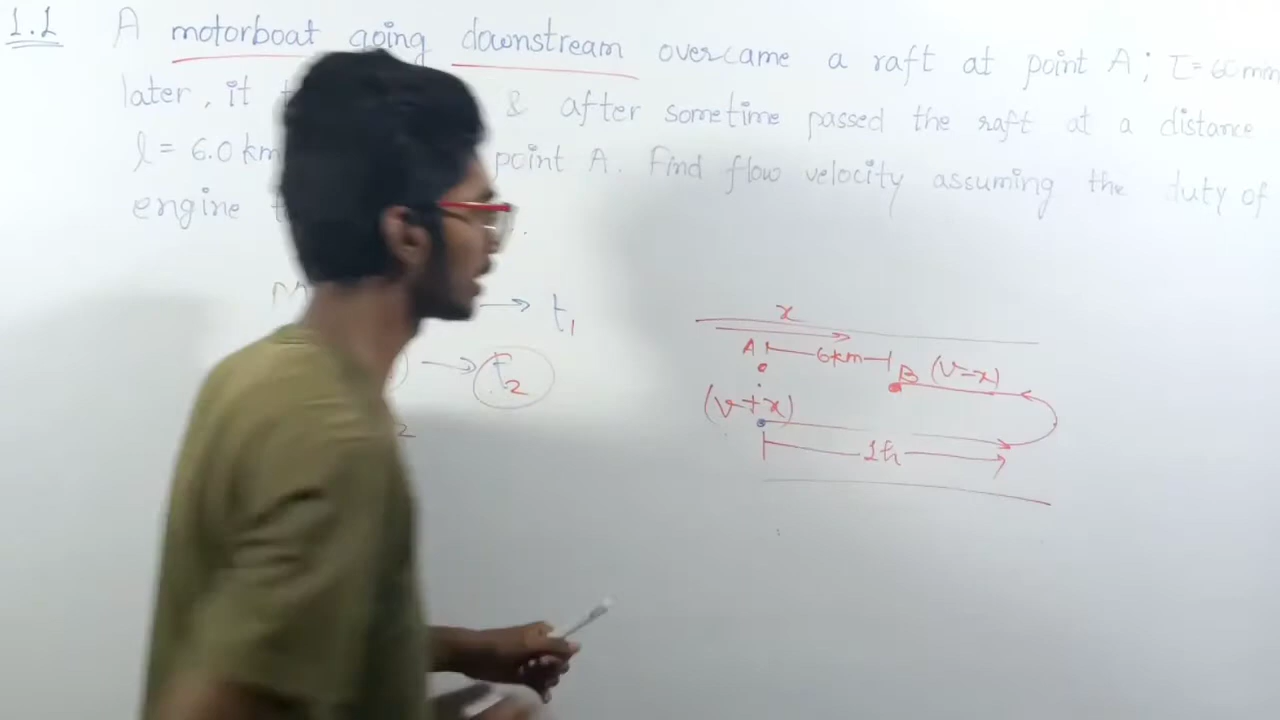 1.1 A motorboat going downstream overcame a raft at point A; τ = 60 min
later, it & after sometime passed the raft at a distance
l = 6.0 km point A. Find flow velocity assuming the duty of
engine
→ t₁
→ t₂
2
x
A 6km
B (v-x)
(v+x)
1h